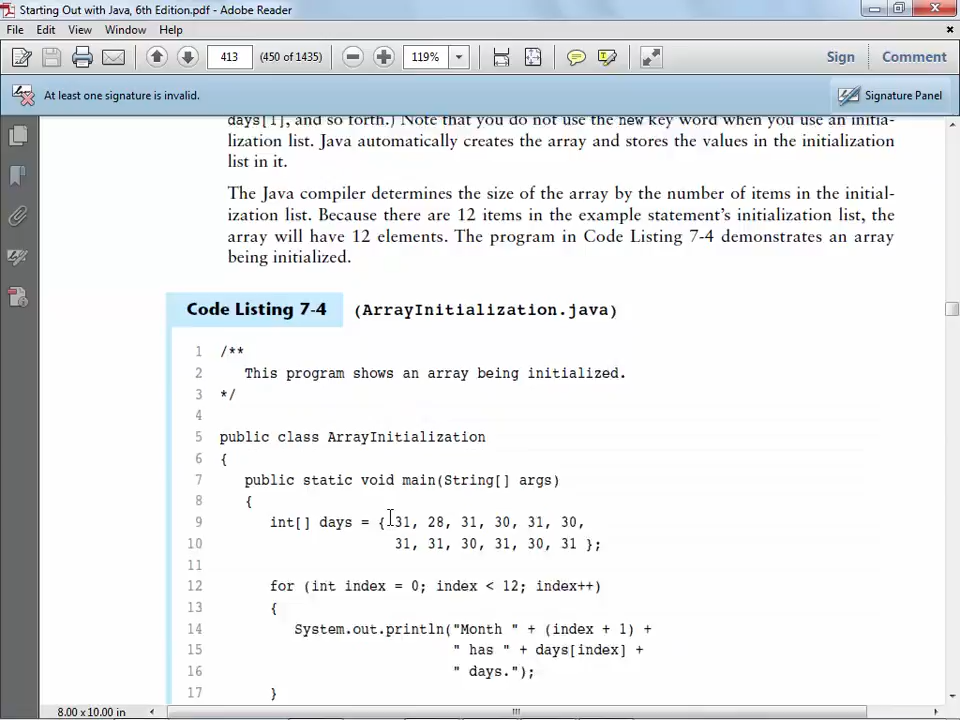 Starting Out with Java, 6th Edition.pdf - Adobe Reader
File Edit View Window Help
413 (450 of 1435) 119% Sign Comment
At least one signature is invalid. Signature Panel
days[1], and so forth.) Note that you do not use the new key word when you use an initia-
lization list. Java automatically creates the array and stores the values in the initialization
list in it.
The Java compiler determines the size of the array by the number of items in the initial-
ization list. Because there are 12 items in the example statement's initialization list, the
array will have 12 elements. The program in Code Listing 7-4 demonstrates an array
being initialized.
Code Listing 7-4 (ArrayInitialization.java)
1 /**
2 This program shows an array being initialized.
3 */
4
5 public class ArrayInitialization
6 {
7 public static void main(String[] args)
8 {
9 int[] days = { 31, 28, 31, 30, 31, 30,
10 31, 31, 30, 31, 30, 31 };
11
12 for (int index = 0; index < 12; index++)
13 {
14 System.out.println("Month " + (index + 1) +
15 " has " + days[index] +
16 " days.");
17 }
8.00 x 10.00 in